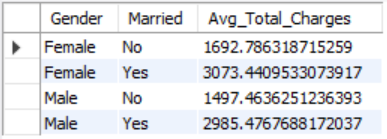 Gender Married Avg_Total_Charges
Female No 1692.786318715259
Female Yes 3073.4409533073917
Male No 1497.4636251236393
Male Yes 2985.4767688172037